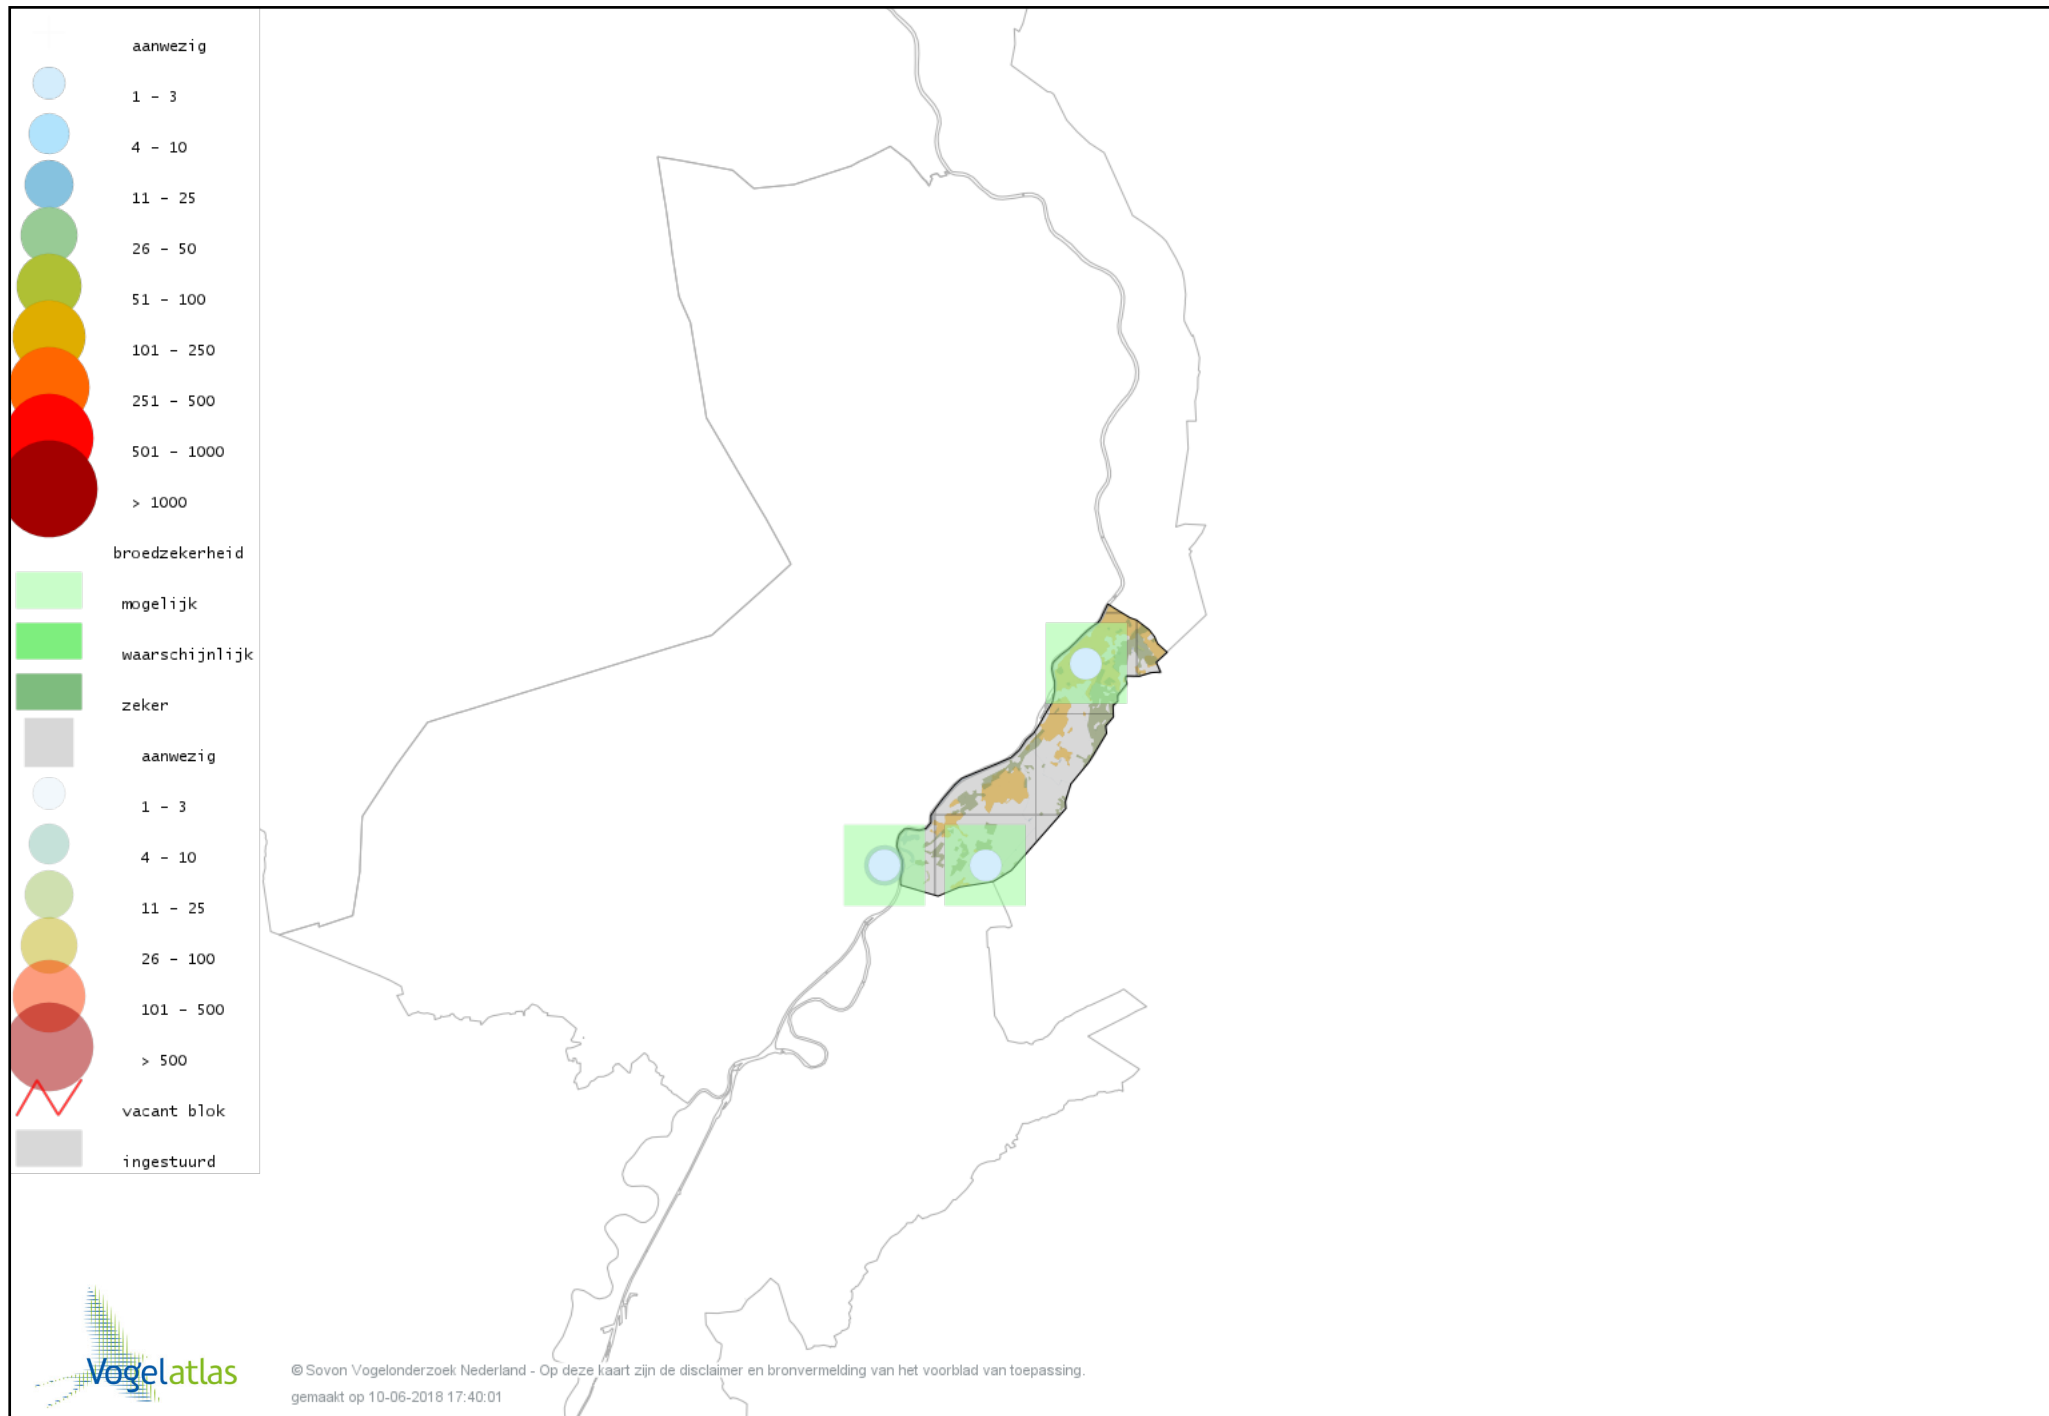 aanwezig
1 - 3
4 - 10
11 - 25
26 - 50
51 - 100
101 - 250
251 - 500
501 - 1000
> 1000
broedzekerheid
mogelijk
waarschijnlijk
zeker
aanwezig
1 - 3
4 - 10
11 - 25
26 - 100
101 - 500
> 500
vacant blok
ingestuurd
Vogelatlas
© Sovon Vogelonderzoek Nederland - Op deze kaart zijn de disclaimer en bronvermelding van het voorblad van toepassing.
gemaakt op 10-06-2018 17:40:01